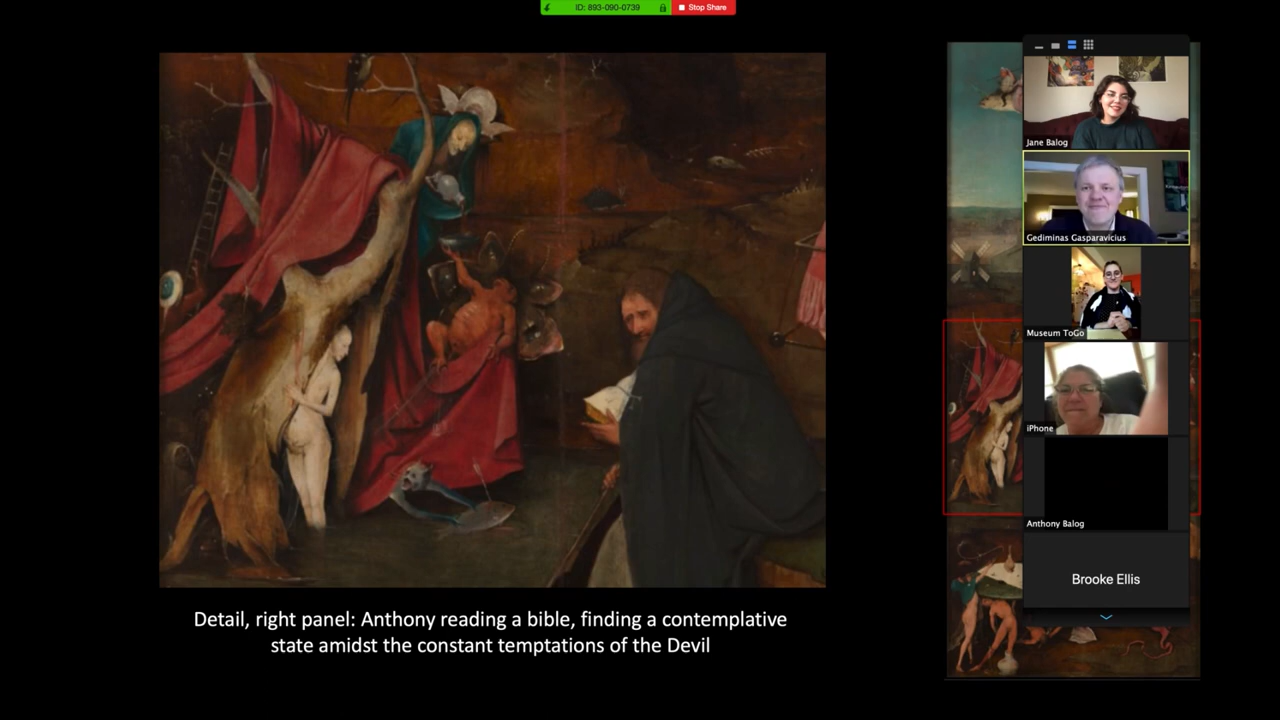 ID: 893-090-0739
Stop Share
Jane Balog
Gediminas Gasparavicius
Museum ToGo
iPhone
Anthony Balog
Brooke Ellis
Detail, right panel: Anthony reading a bible, finding a contemplative
state amidst the constant temptations of the Devil